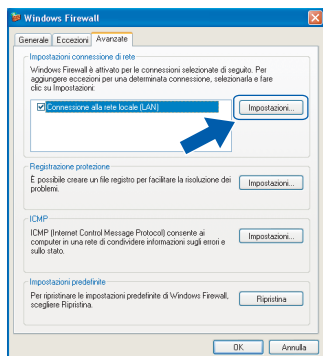 Windows Firewall
Generale Eccezioni Avanzate
Impostazioni connessione di rete
Windows Firewall è attivato per le connessioni selezionate di seguito. Per
aggiungere eccezioni per una determinata connessione, selezionarla e fare
clic su Impostazioni:
Connessione alla rete locale (LAN)
Impostazioni...
Registrazione protezione
È possibile creare un file registro per facilitare la risoluzione dei
problemi.
Impostazioni...
ICMP
ICMP (Internet Control Message Protocol) consente ai
computer in una rete di condividere informazioni sugli errori e
sullo stato.
Impostazioni...
Impostazioni predefinite
Per ripristinare le impostazioni predefinite di Windows Firewall,
scegliere Ripristina.
Ripristina
OK Annulla